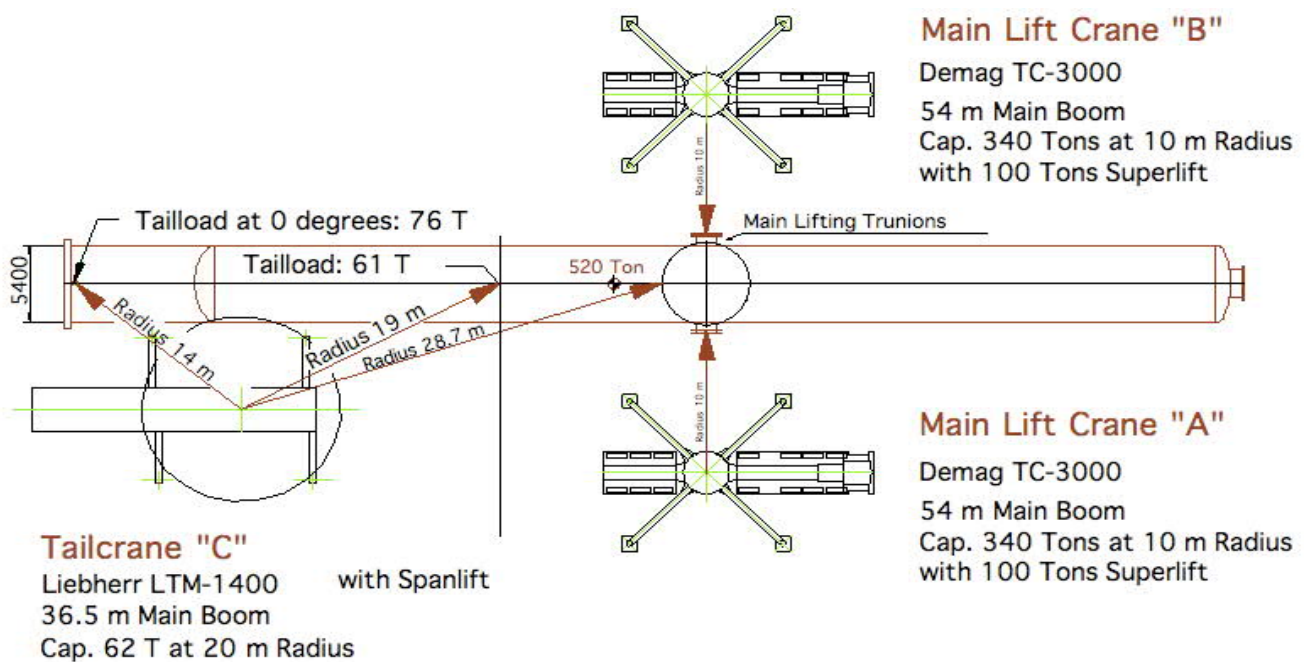 Main Lift Crane "B"
Demag TC-3000
54 m Main Boom
Cap. 340 Tons at 10 m Radius
with 100 Tons Superlift
Radius 10 m
Main Lifting Trunions
Tailload at 0 degrees: 76 T
Tailload: 61 T
520 Ton
5400
Radius 14 m
Radius 19 m
Radius 28.7 m
Radius 10 m
Main Lift Crane "A"
Demag TC-3000
54 m Main Boom
Cap. 340 Tons at 10 m Radius
with 100 Tons Superlift
Tailcrane "C"
Liebherr LTM-1400 with Spanlift
36.5 m Main Boom
Cap. 62 T at 20 m Radius